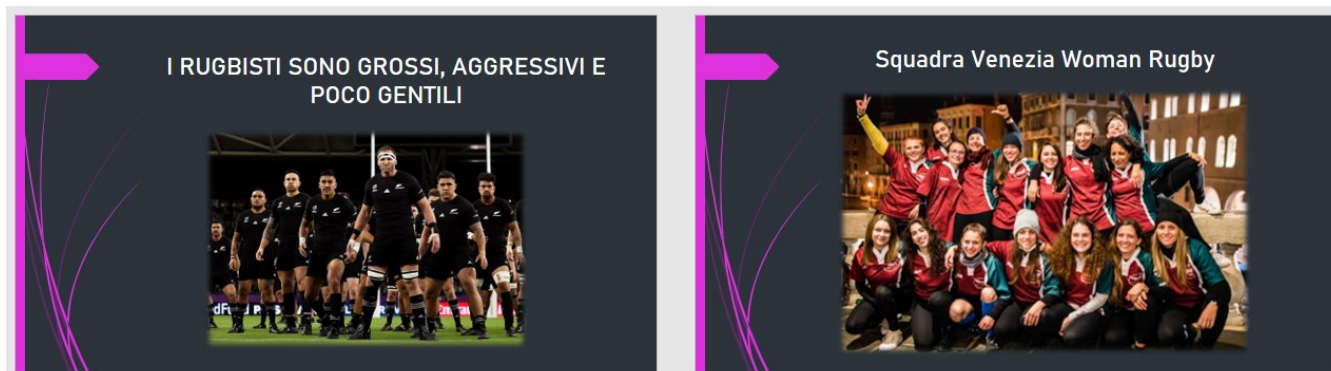 I RUGBISTI SONO GROSSI, AGGRESSIVI E
POCO GENTILI
Squadra Venezia Woman Rugby